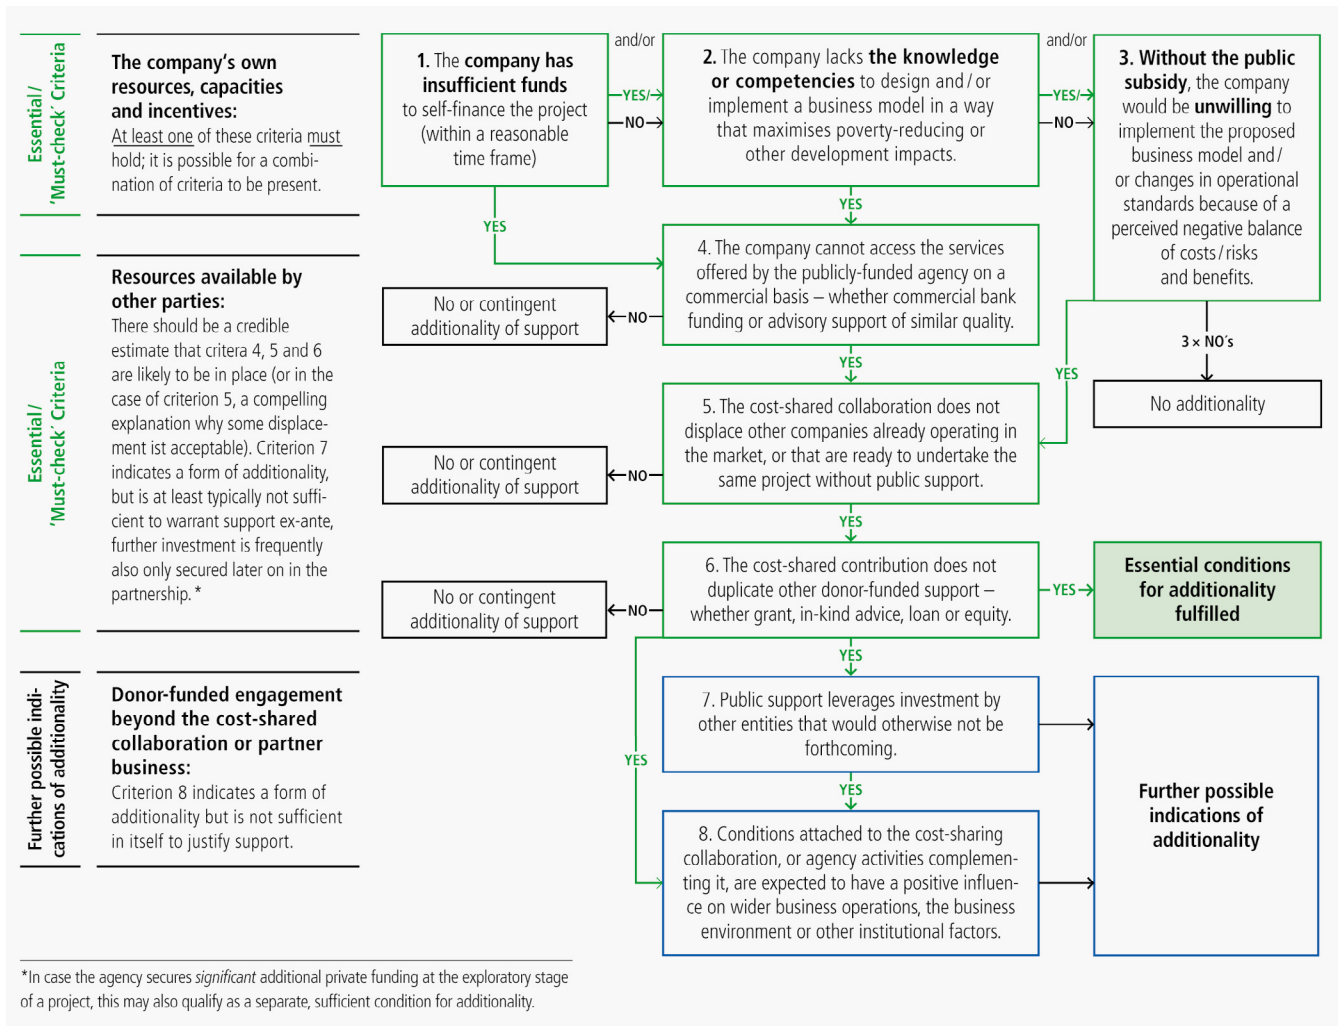 Essential/
'Must-check' Criteria
The company's own
resources, capacities
and incentives:
At least one of these criteria must
hold; it is possible for a combi-
nation of criteria to be present.
1. The company has
insufficient funds
to self-finance the project
(within a reasonable
time frame)
and/or
YES/
NO
2. The company lacks the knowledge
or competencies to design and/or
implement a business model in a way
that maximises poverty-reducing or
other development impacts.
and/or
YES/
NO
3. Without the public
subsidy, the company
would be unwilling to
implement the proposed
business model and/
or changes in operational
standards because of a
perceived negative balance
of costs/risks
and benefits.
YES
YES
3 × NO's
YES
No additionality
Essential/
'Must-check' Criteria
Resources available by
other parties:
There should be a credible
estimate that critera 4, 5 and 6
are likely to be in place (or in the
case of criterion 5, a compelling
explanation why some displace-
ment ist acceptable). Criterion 7
indicates a form of additionality,
but is at least typically not suffi-
cient to warrant support ex-ante,
further investment is frequently
also only secured later on in the
partnership.*
4. The company cannot access the services
offered by the publicly-funded agency on a
commercial basis – whether commercial bank
funding or advisory support of similar quality.
NO
No or contingent
additionality of support
YES
5. The cost-shared collaboration does not
displace other companies already operating in
the market, or that are ready to undertake the
same project without public support.
NO
No or contingent
additionality of support
YES
6. The cost-shared contribution does not
duplicate other donor-funded support –
whether grant, in-kind advice, loan or equity.
NO
No or contingent
additionality of support
YES
Essential conditions
for additionality
fulfilled
YES
YES
Further possible indi-
cations of additionality
Donor-funded engagement
beyond the cost-shared
collaboration or partner
business:
Criterion 8 indicates a form of
additionality but is not sufficient
in itself to justify support.
7. Public support leverages investment by
other entities that would otherwise not be
forthcoming.
YES
8. Conditions attached to the cost-sharing
collaboration, or agency activities complemen-
ting it, are expected to have a positive influen-
ce on wider business operations, the business
environment or other institutional factors.
Further possible
indications of
additionality
*In case the agency secures significant additional private funding at the exploratory stage
of a project, this may also qualify as a separate, sufficient condition for additionality.